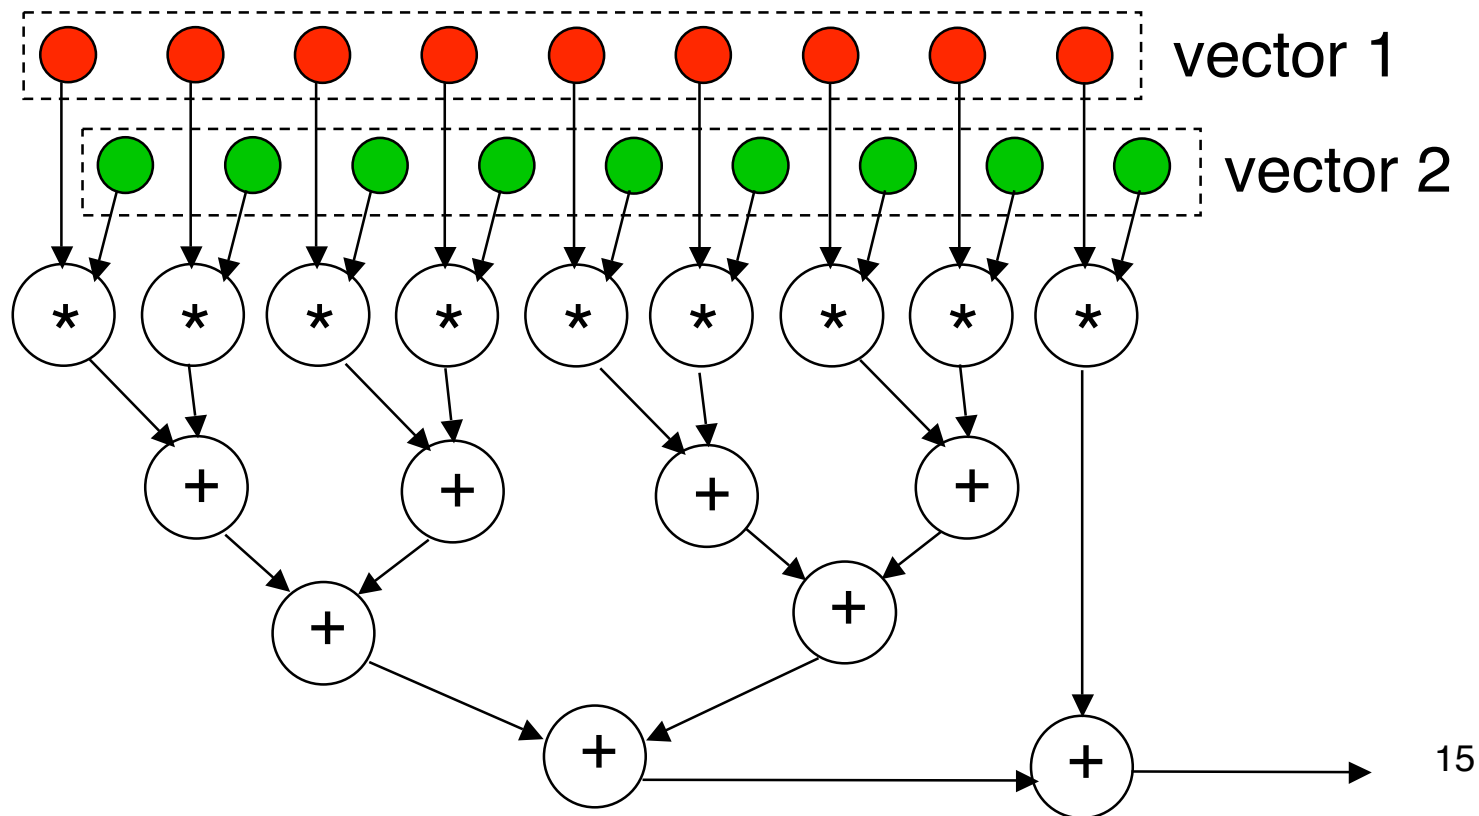 vector 1
vector 2
* * * * * * * * *
+ + + +
+ +
+ +
15